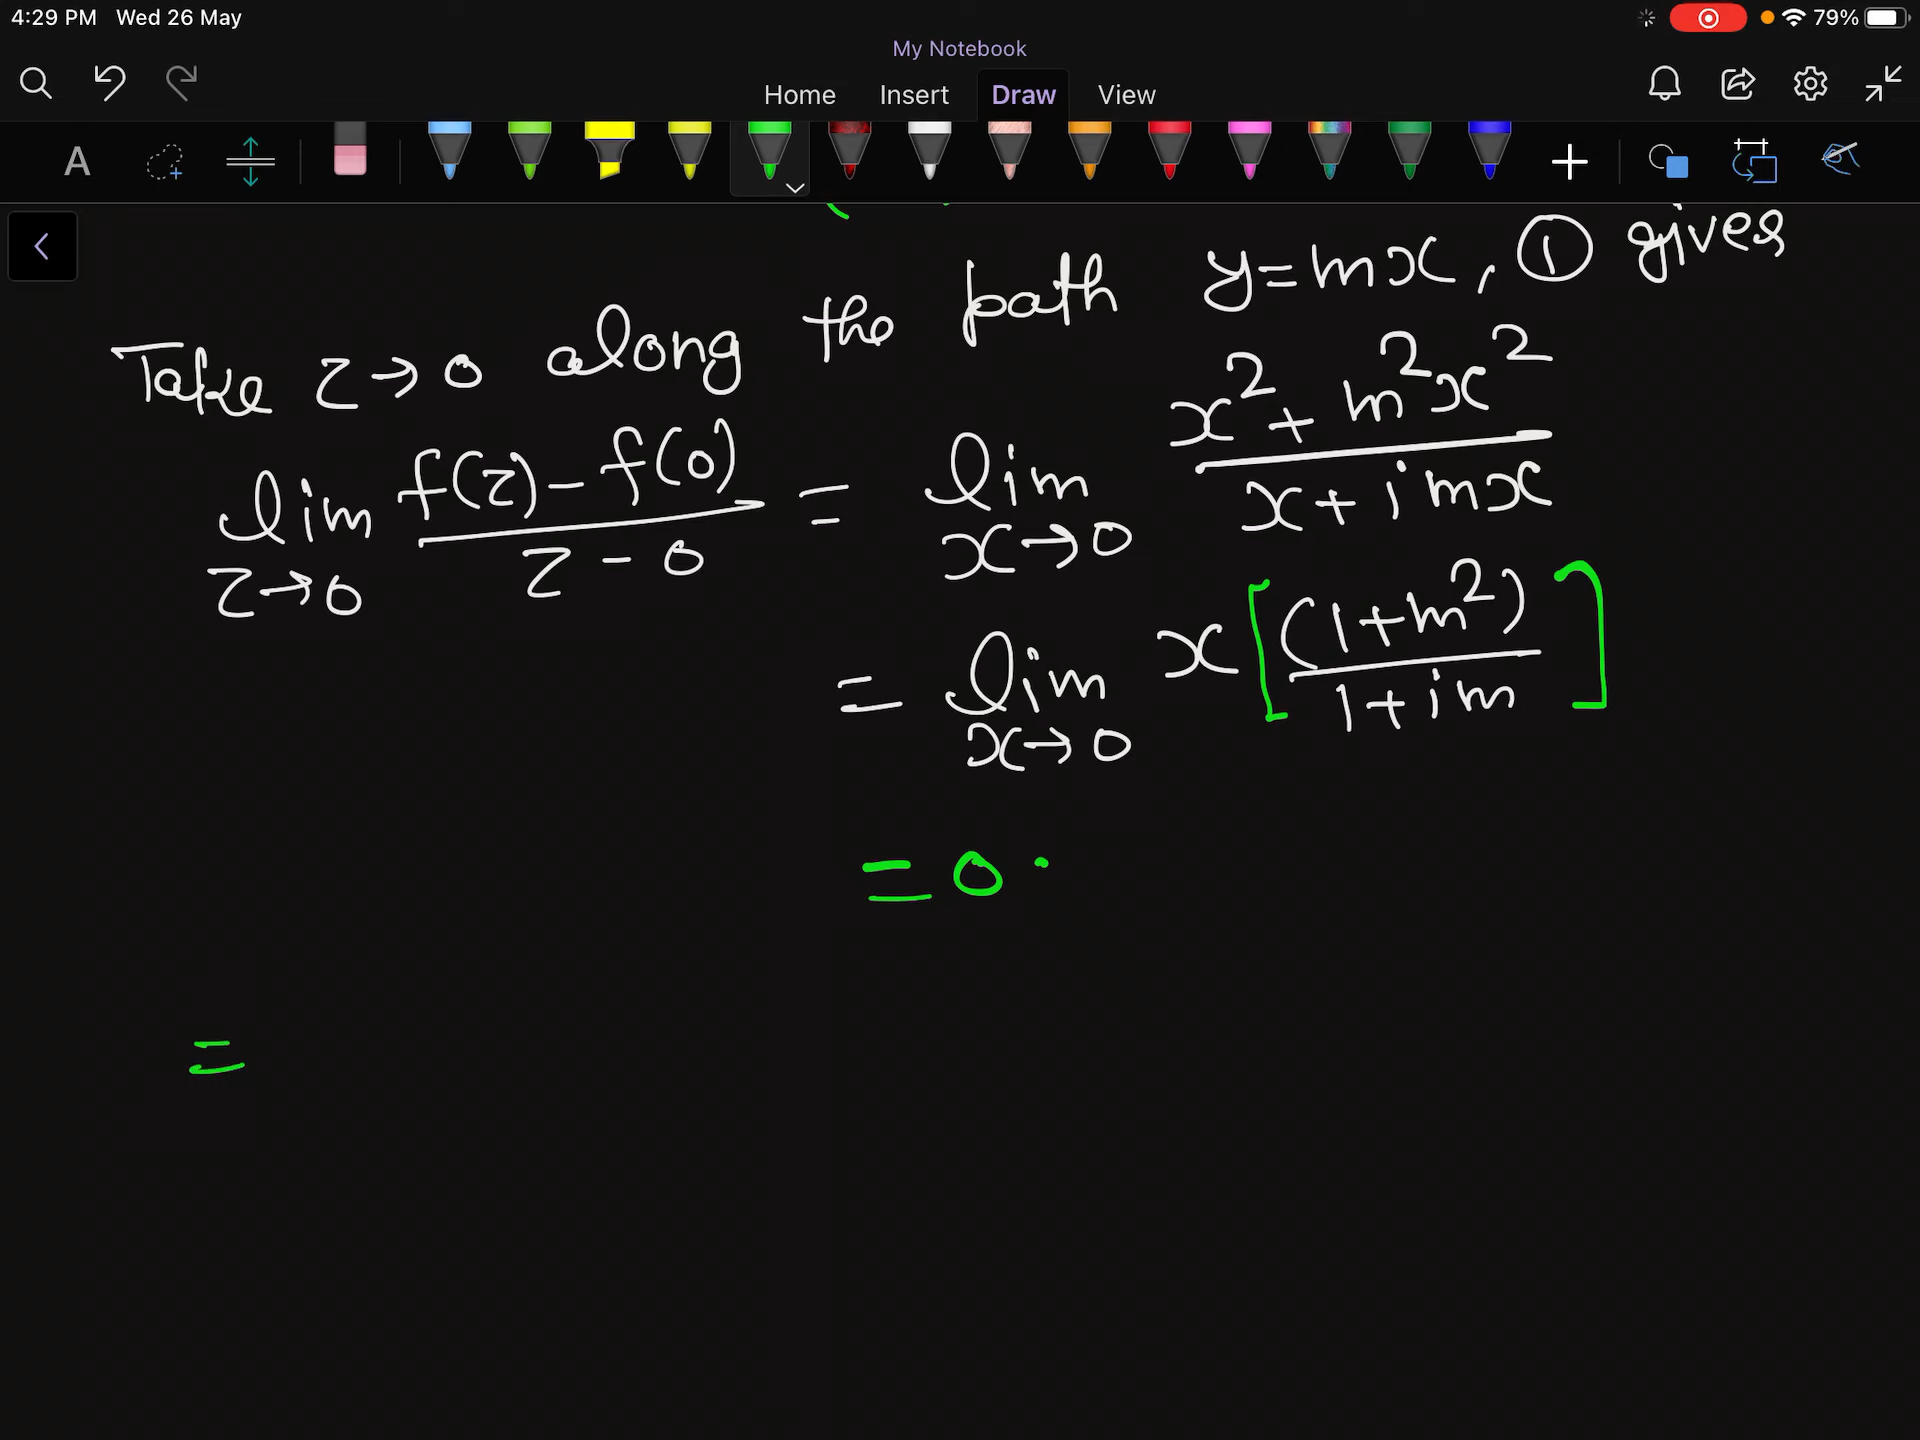 4:29 PM Wed 26 May 79%
My Notebook
Home Insert Draw View
A
Take z→0 along the path y=mx, ① gives
lim z→0 (f(z)-f(0))/(z-0) = lim x→0 (x²+m²x²)/(x+imx)
= lim x→0 x[(1+m²)/(1+im)]
= 0 ·
=